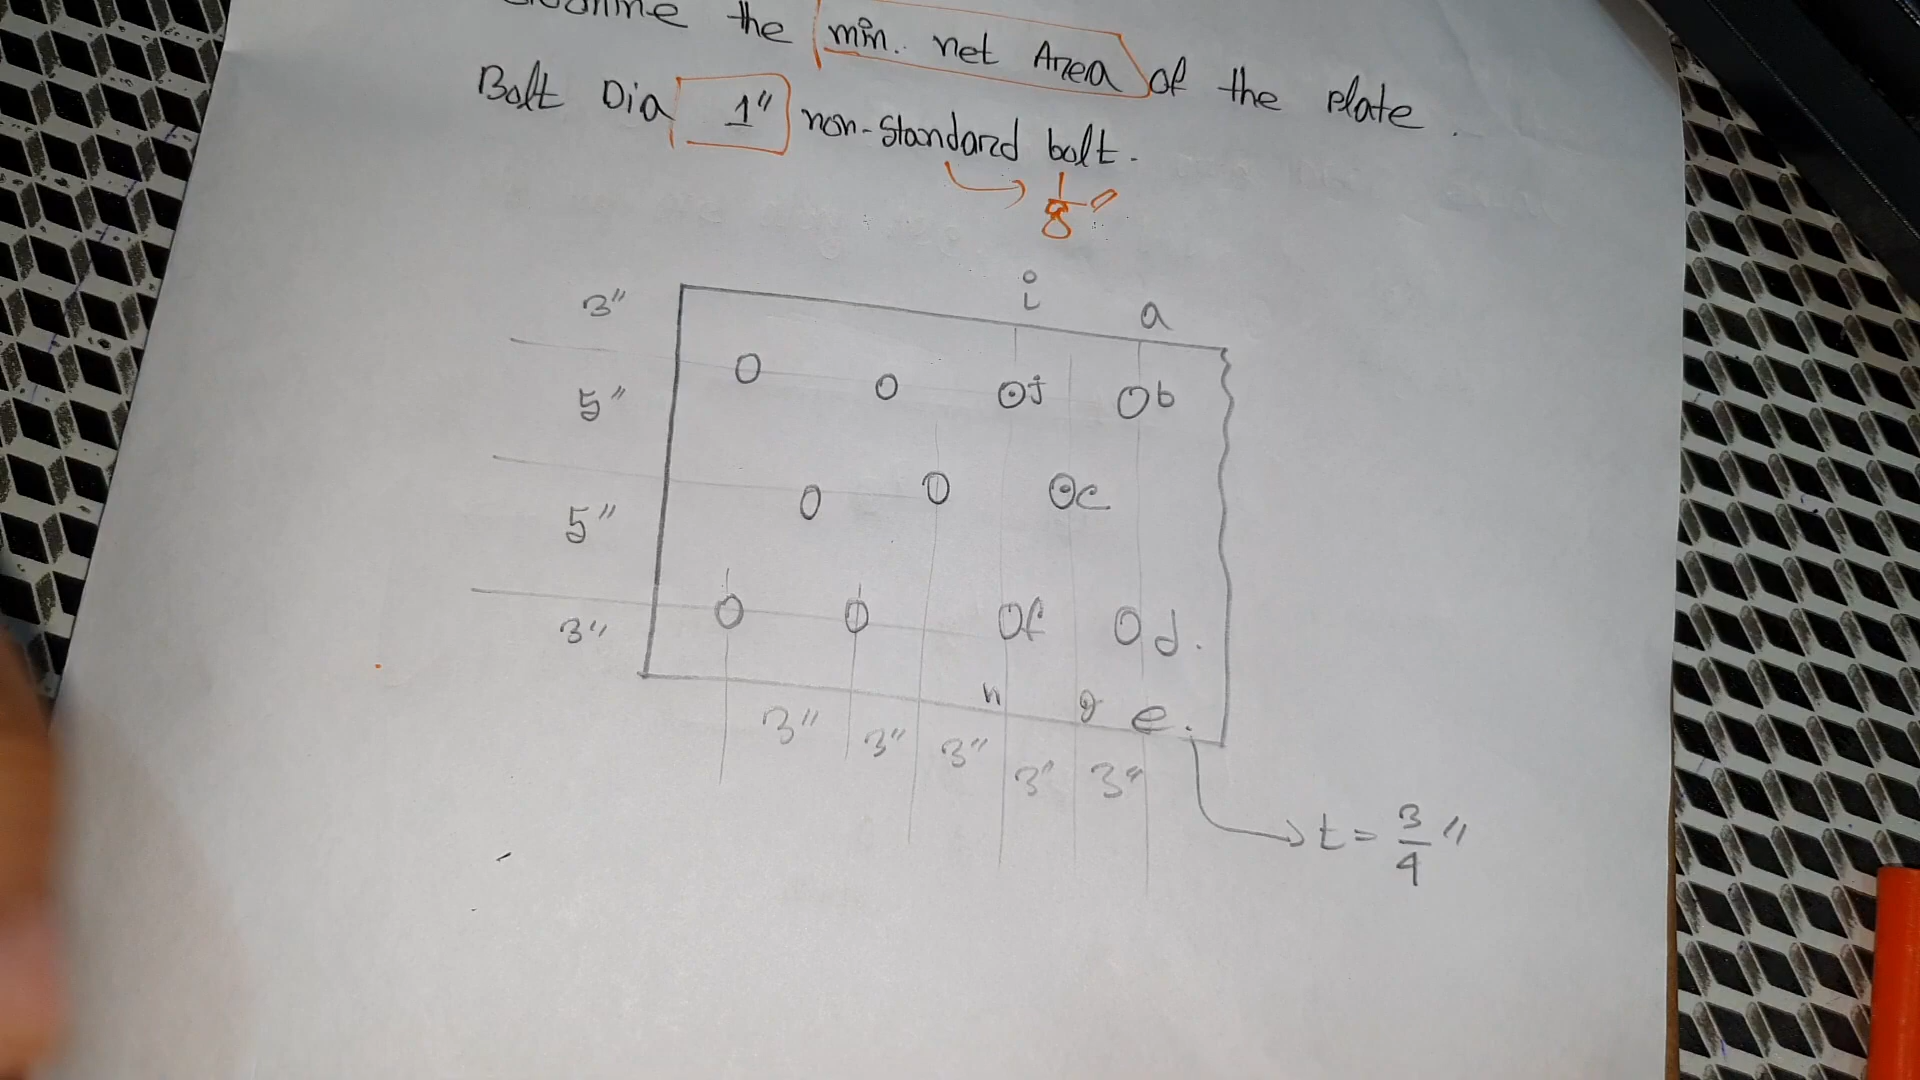 the min. net Area of the plate.
Bolt Dia 1" non-standard bolt.
1/8"
i a
3"
j b
5"
c
5"
f d.
3"
h g e.
3" 3" 3" 3" 3"
t = 3/4"